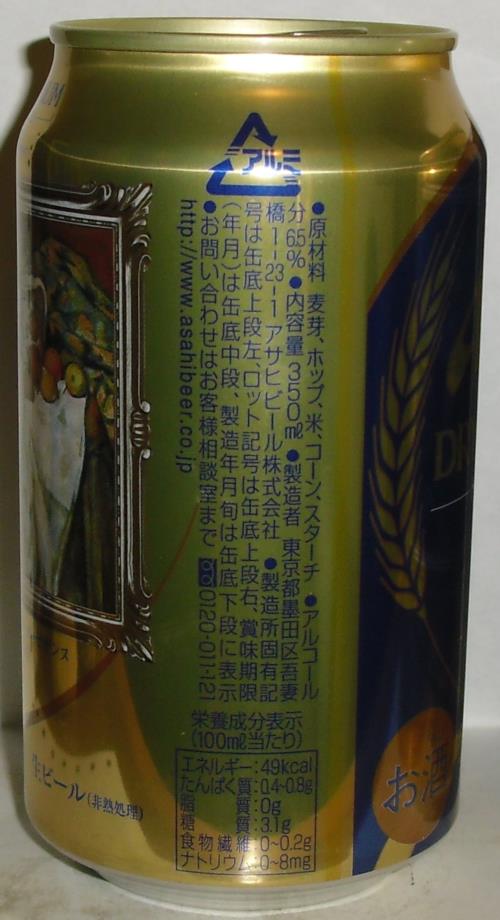 アルミ
●原材料 麦芽、ホップ、米、コーン、スターチ ●アルコール
分 6.5% ●内容量 350㎖ ●製造者 東京都墨田区吾妻
橋1-23-1 アサヒビール株式会社 ●製造所固有記
号は缶底上段左、ロット記号は缶底上段右、賞味期限
(年月)は缶底中段、製造年月旬は缶底下段に表示
●お問い合わせはお客様相談室まで 0120-011-121
http://www.asahibeer.co.jp
栄養成分表示
(100㎖当たり)
エネルギー:49kcal
たんぱく質:0.4~0.8g
脂質:0g
糖質:3.1g
食物繊維:0~0.2g
ナトリウム:0~8mg
生ビール(非熱処理)
お酒